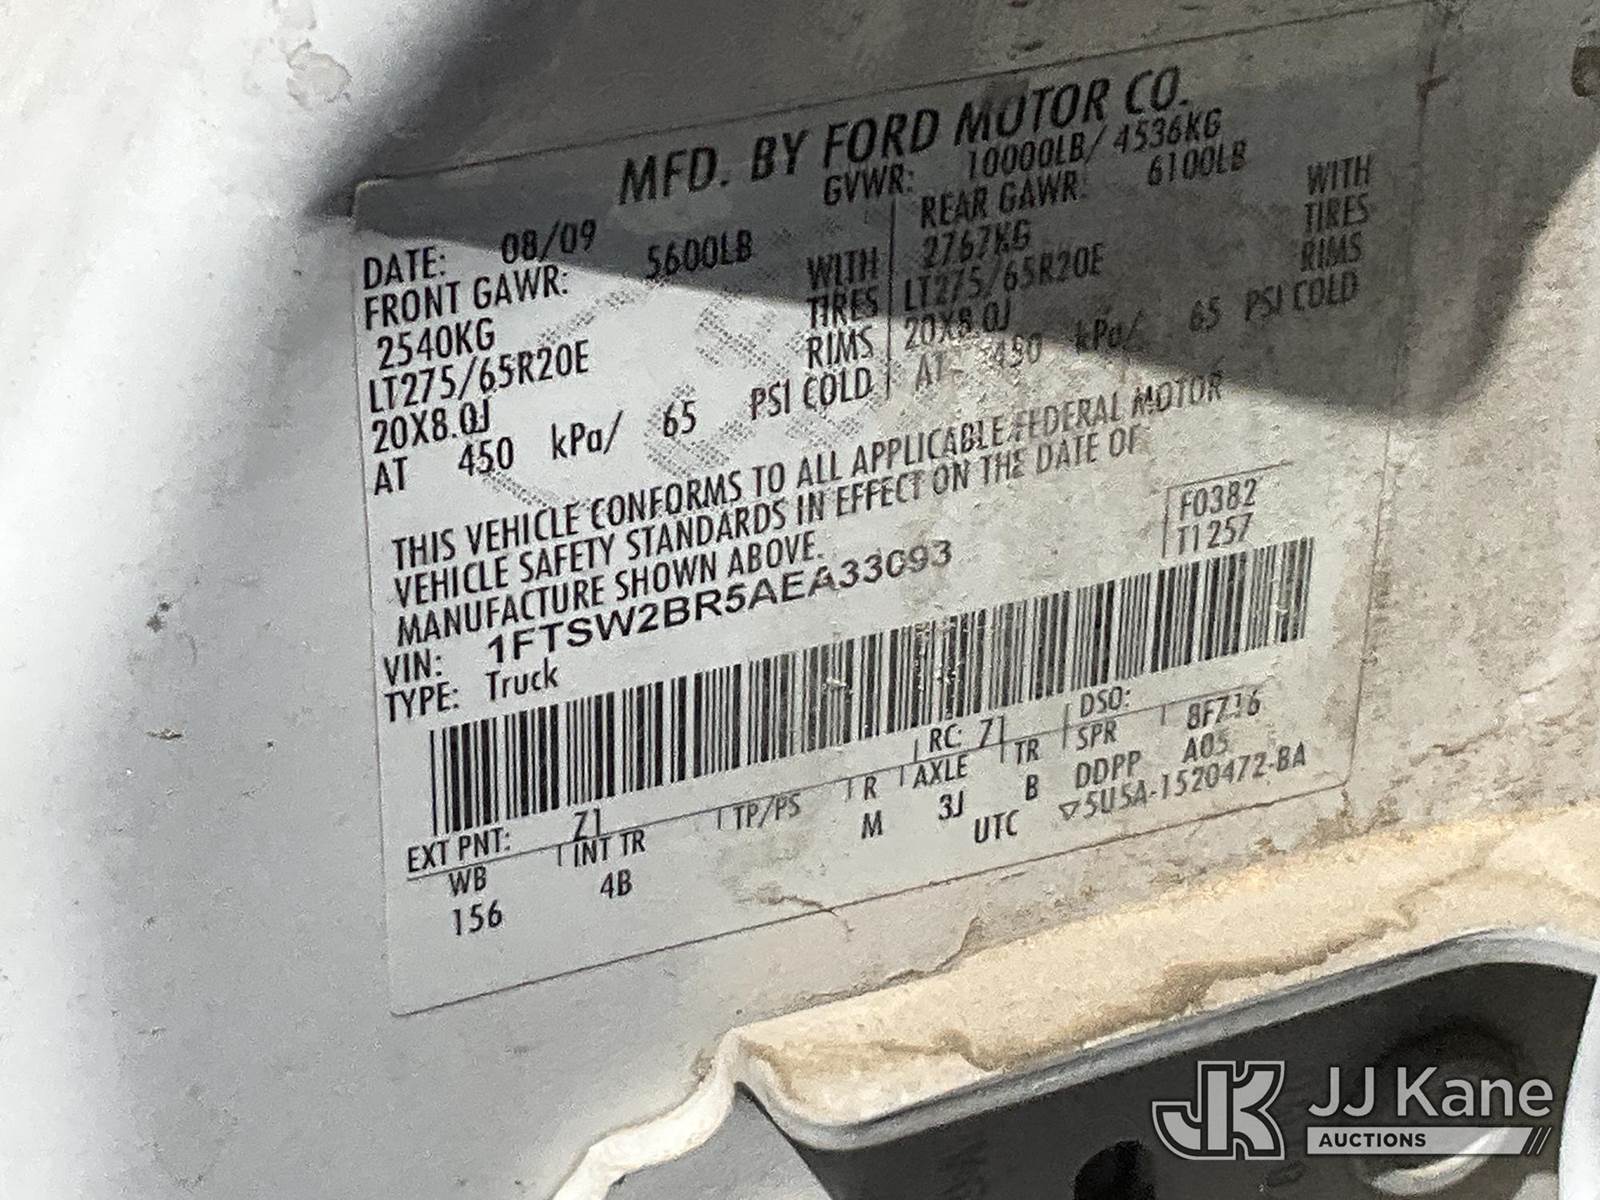 MFD. BY FORD MOTOR CO.
DATE: 08/09 GVWR: 10000LB/ 4536KG
FRONT GAWR: 5600LB REAR GAWR: 6100LB
2540KG WITH 2767KG WITH
LT275/65R20E TIRES LT275/65R20E TIRES
20X8.0J RIMS 20X8.0J RIMS
AT 450 kPa/ 65 PSI COLD AT 450 kPa/ 65 PSI COLD
THIS VEHICLE CONFORMS TO ALL APPLICABLE FEDERAL MOTOR
VEHICLE SAFETY STANDARDS IN EFFECT ON THE DATE OF
MANUFACTURE SHOWN ABOVE.
F0382
T1257
VIN: 1FTSW2BR5AEA33093
TYPE: Truck
EXT PNT: Z1 RC: Z1 DSO:
WB INT TR TP/PS R AXLE TR SPR 8FZ16
156 4B M 3J B DDPP A05
UTC ▽5U5A-1520472-BA
JK JJ Kane
AUCTIONS